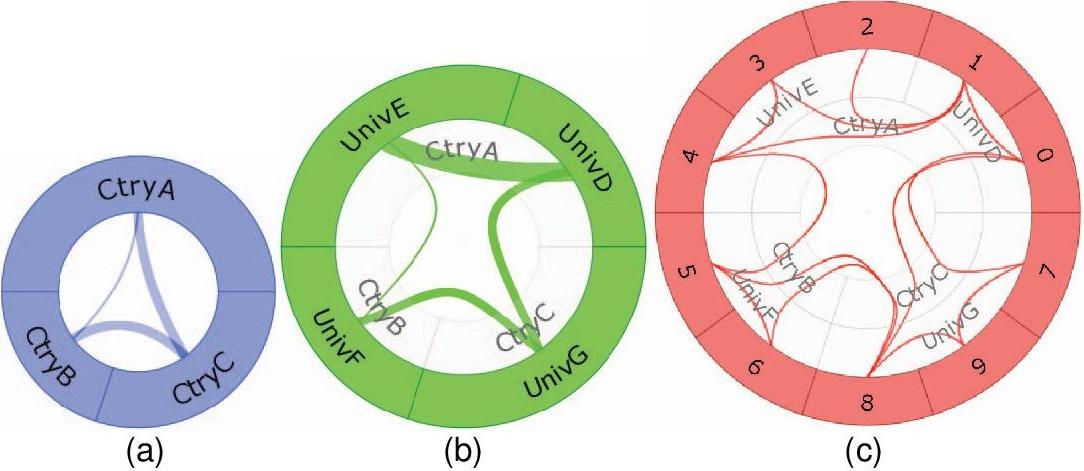 CtryA
CtryB
CtryC
(a)
UnivE
UnivD
CtryA
CtryB
CtryC
UnivF
UnivG
(b)
2
3
1
UnivE
CtryA
UnivD
4
0
5
7
CtryB
UnivF
CtryC
UnivG
6
9
8
(c)